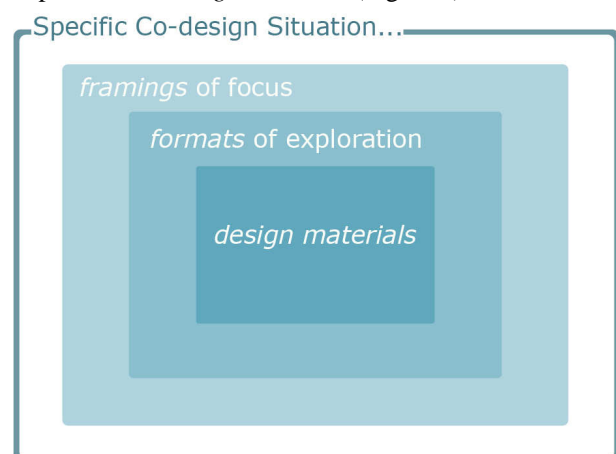 Specific Co-design Situation...
framings of focus
formats of exploration
design materials